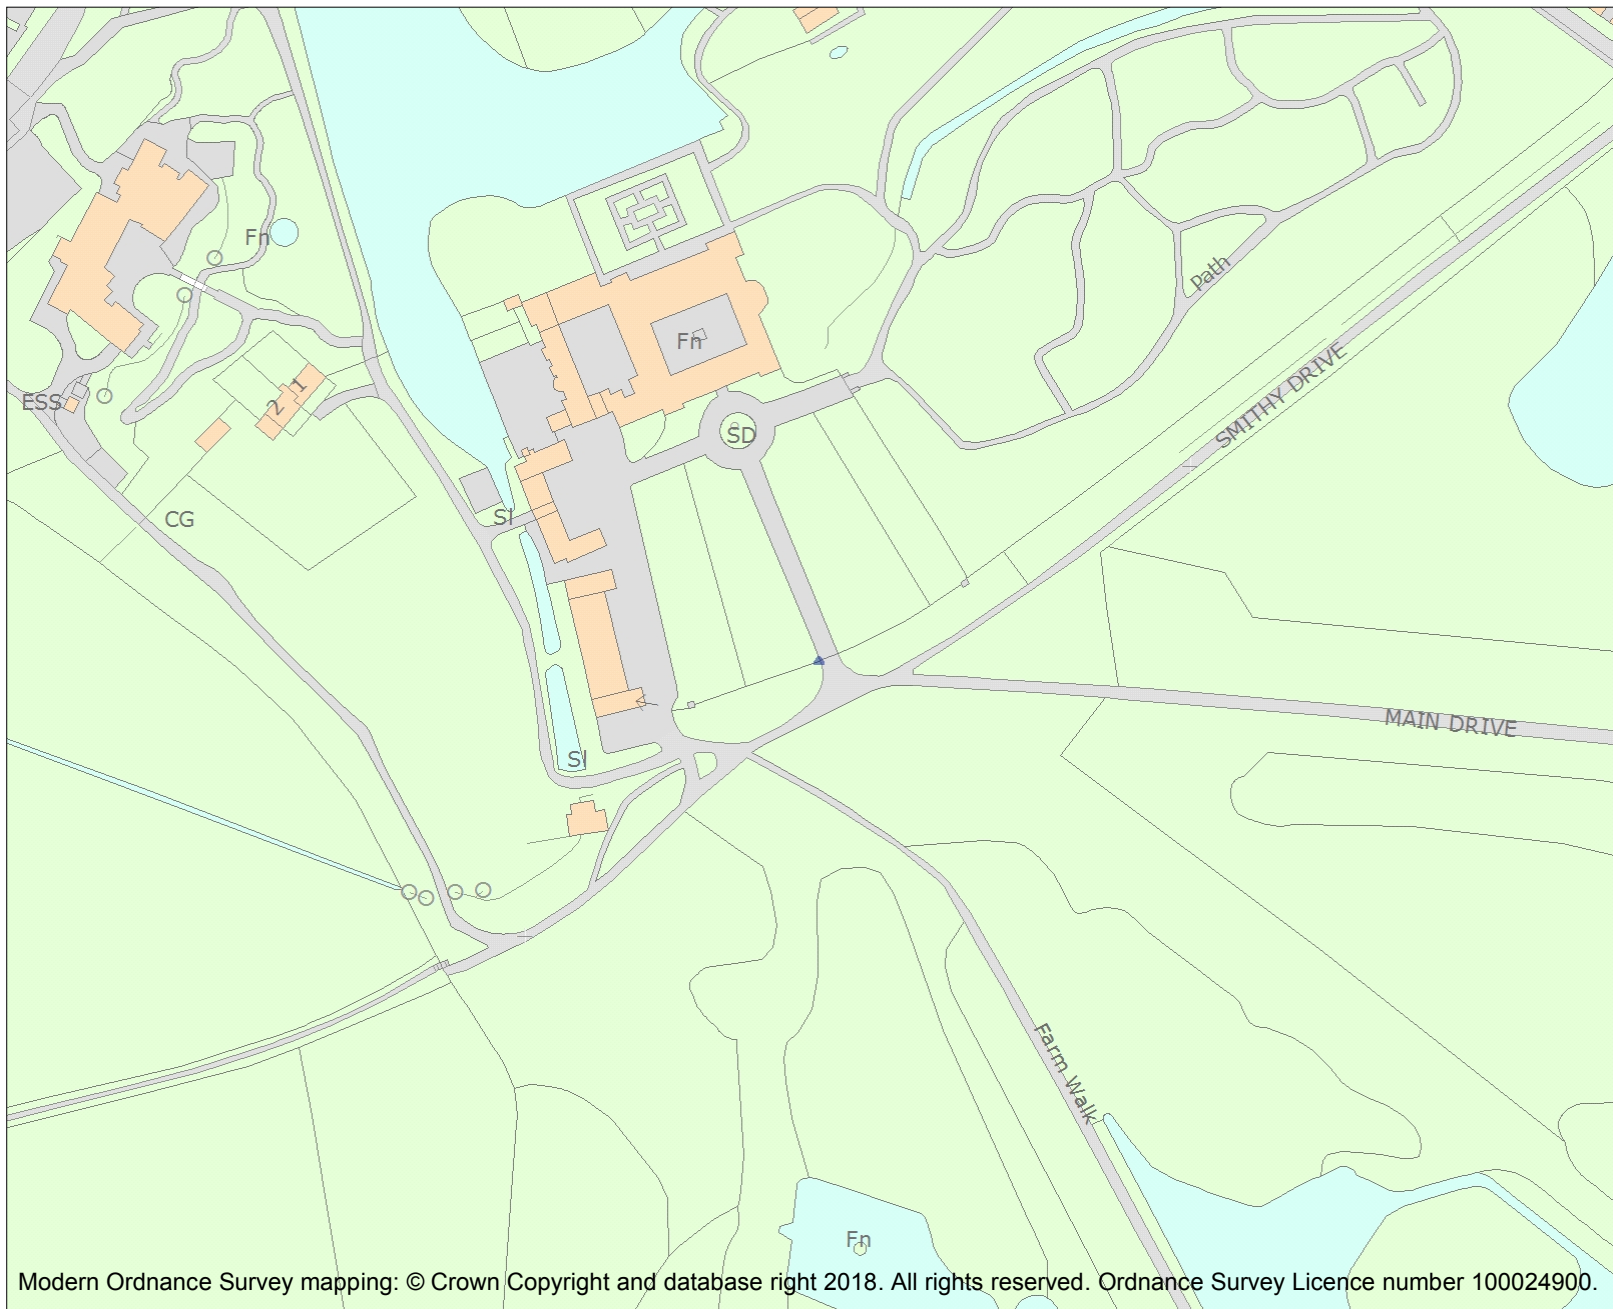 Fn
Path
Fn
SMITHY DRIVE
1
2
ESS
SD
Sl
CG
MAIN DRIVE
Sl
Farm Walk
Fn
Modern Ordnance Survey mapping: © Crown Copyright and database right 2018. All rights reserved. Ordnance Survey Licence number 100024900.